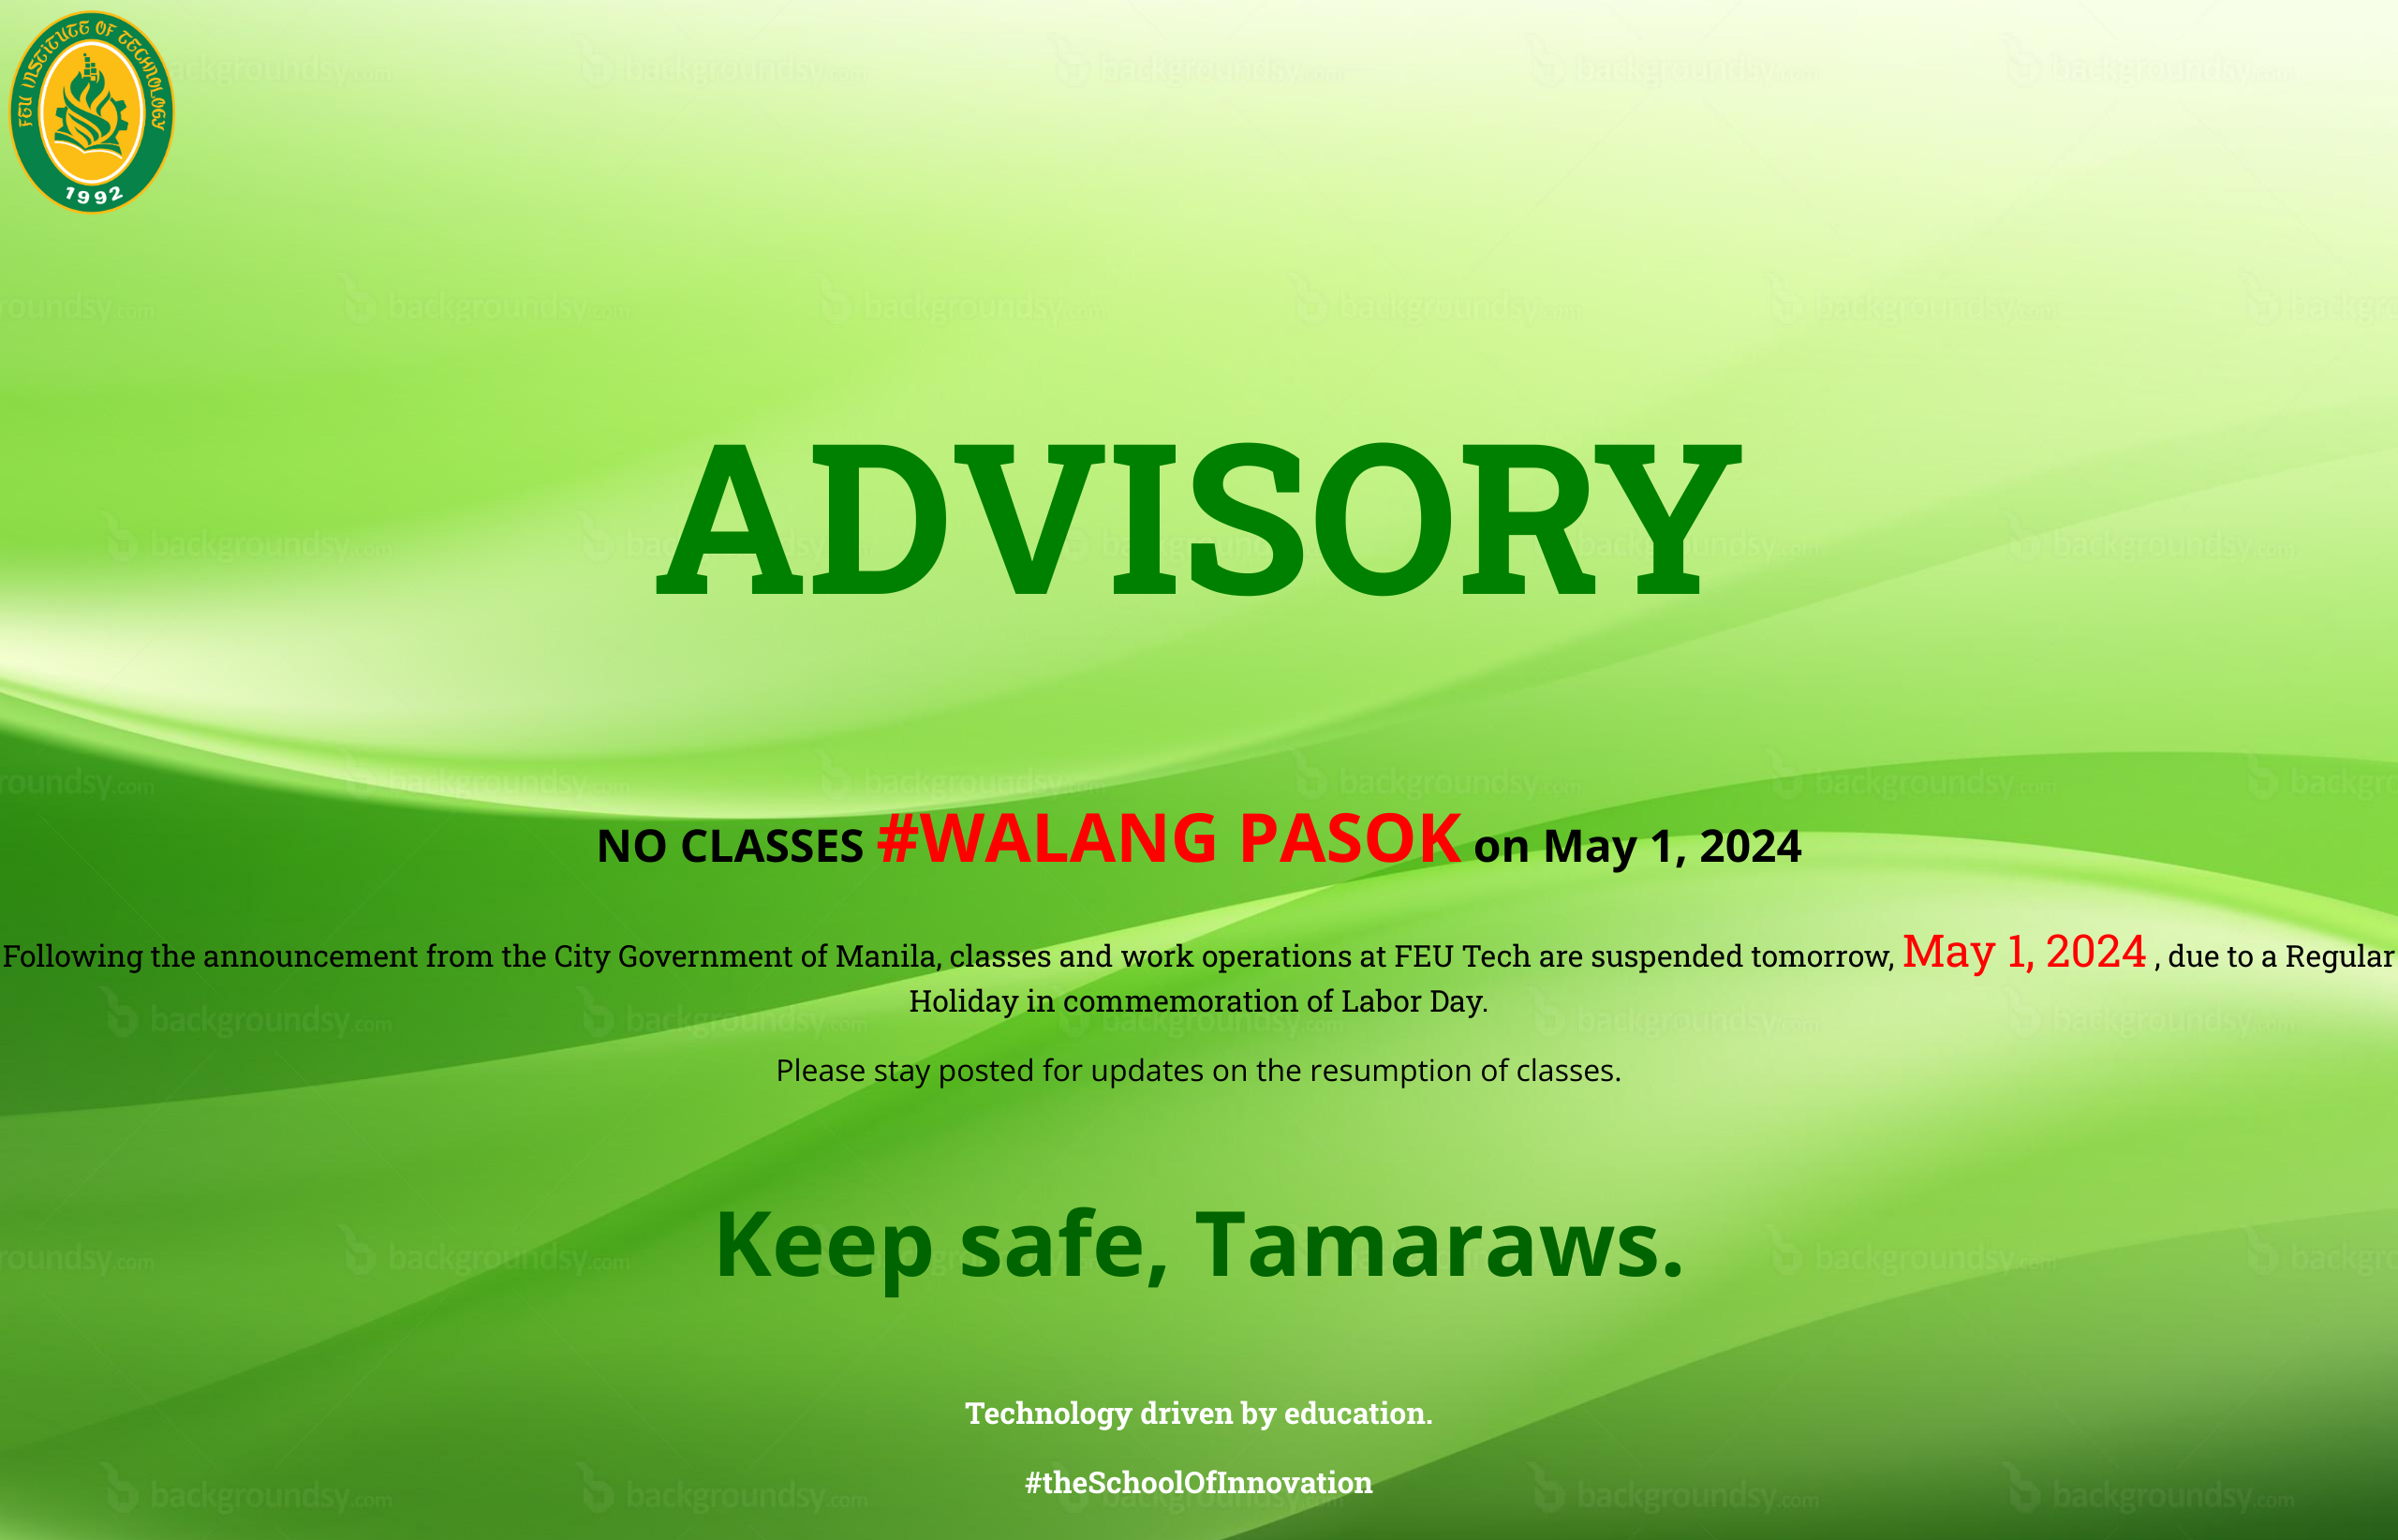 FEU INSTITUTE OF TECHNOLOGY
1992
ADVISORY
NO CLASSES #WALANG PASOK on May 1, 2024
Following the announcement from the City Government of Manila, classes and work operations at FEU Tech are suspended tomorrow, May 1, 2024 , due to a Regular
Holiday in commemoration of Labor Day.
Please stay posted for updates on the resumption of classes.
Keep safe, Tamaraws.
Technology driven by education.
#theSchoolOfInnovation
backgroundsy.com